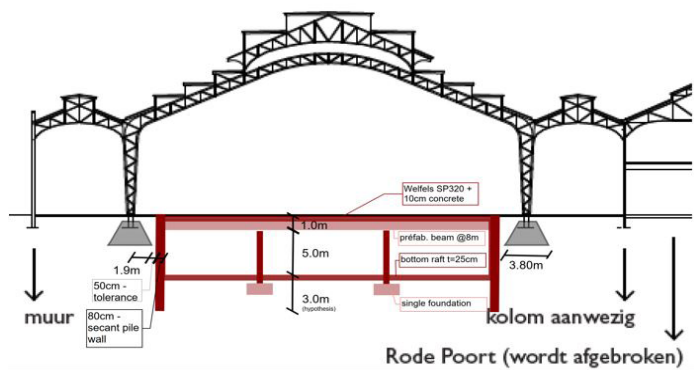 Welfels SP320 +
10cm concrete
1.0m
préfab. beam @8m
5.0m
bottom raft t=25cm
1.9m
3.80m
50cm -
tolerance
3.0m
(hypothesis)
single foundation
80cm -
secant pile
wall
muur
kolom aanwezig
Rode Poort (wordt afgebroken)